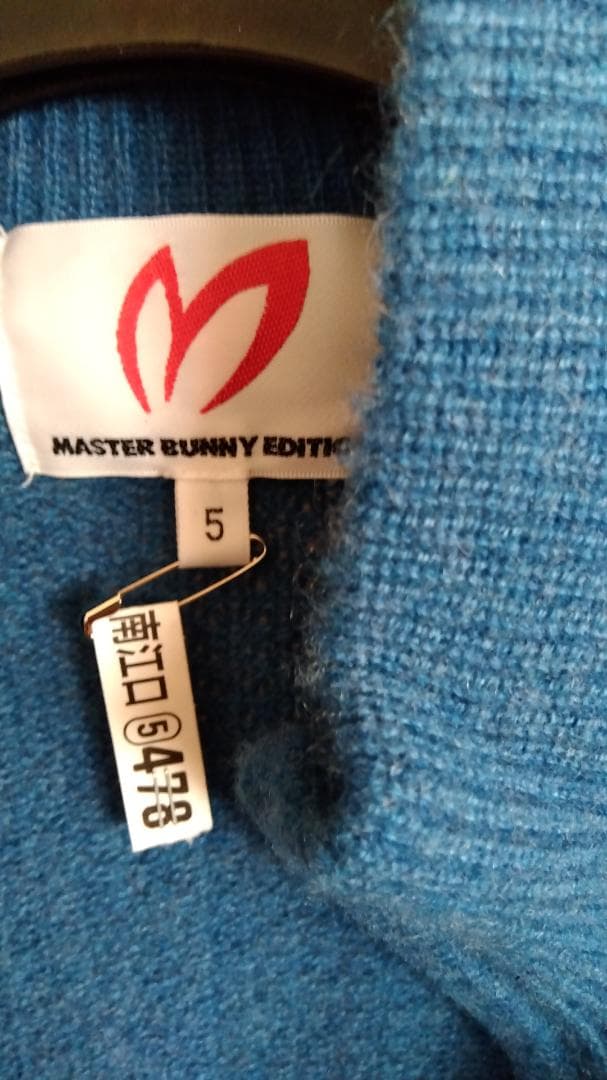 MASTER BUNNY EDITIO
5
南江口⑤478